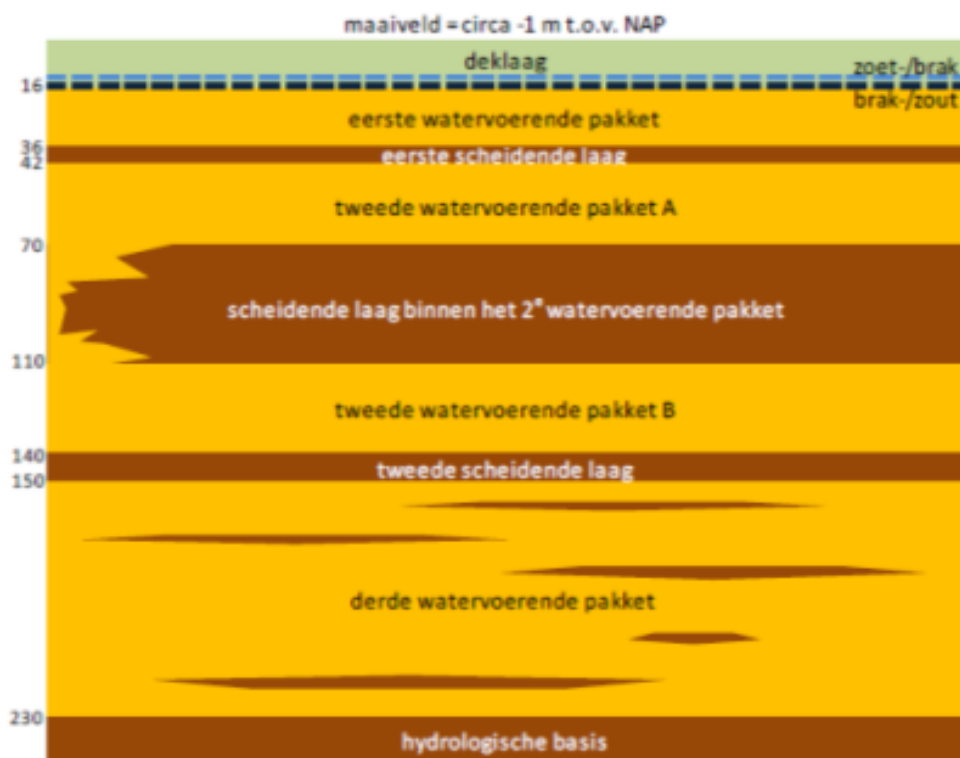 maaiveld = circa -1 m t.o.v. NAP
deklaag
zoet-/brak
16
brak-/zout
eerste watervoerende pakket
36
eerste scheidende laag
42
tweede watervoerende pakket A
70
scheidende laag binnen het 2e watervoerende pakket
110
tweede watervoerende pakket B
140
tweede scheidende laag
150
derde watervoerende pakket
230
hydrologische basis